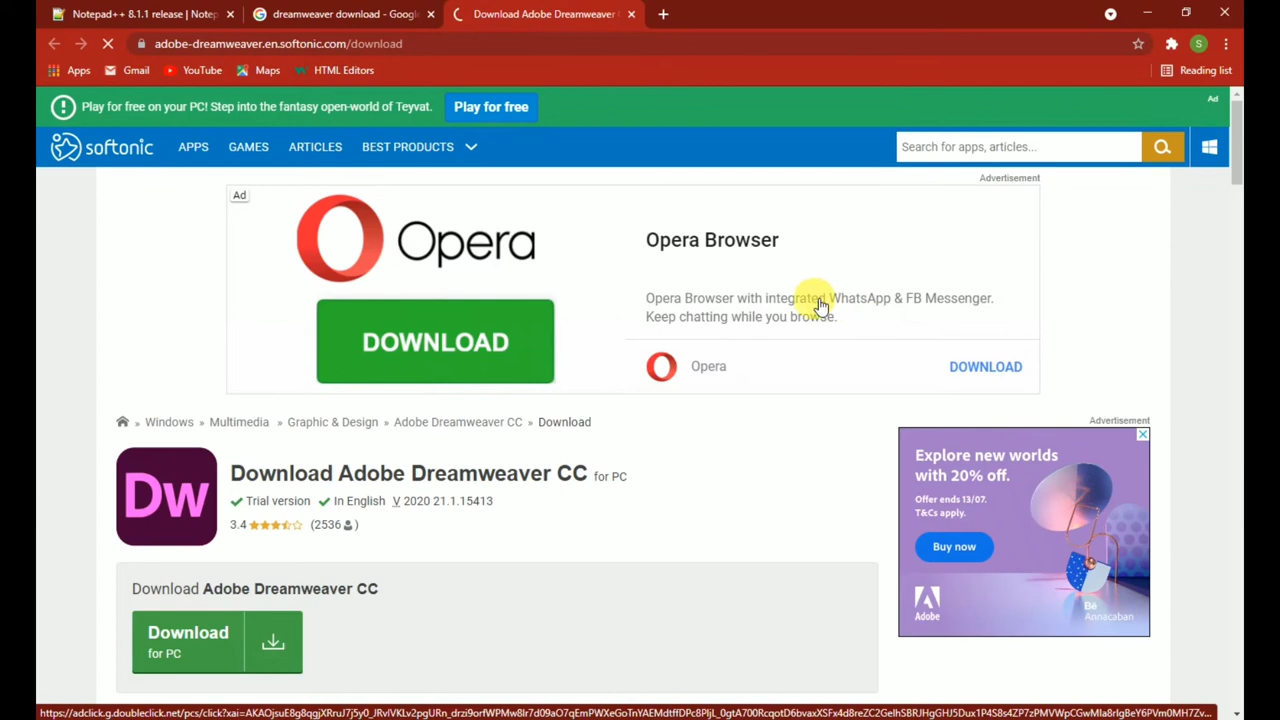 Notepad++ 8.1.1 release | Notep
dreamweaver download - Google
Download Adobe Dreamweaver
adobe-dreamweaver.en.softonic.com/download
S
Apps
Gmail
YouTube
Maps
HTML Editors
Reading list
Play for free on your PC! Step into the fantasy open-world of Teyvat.
Play for free
Ad
softonic
APPS
GAMES
ARTICLES
BEST PRODUCTS
Search for apps, articles...
Advertisement
Ad
Opera
DOWNLOAD
Opera Browser
Opera Browser with integrated WhatsApp & FB Messenger.
Keep chatting while you browse.
Opera
DOWNLOAD
» Windows » Multimedia » Graphic & Design » Adobe Dreamweaver CC » Download
Dw
Download Adobe Dreamweaver CC for PC
Trial version In English V 2020 21.1.15413
3.4 (2536)
Download Adobe Dreamweaver CC
Download
for PC
Advertisement
Explore new worlds
with 20% off.
Offer ends 13/07.
T&Cs apply.
Buy now
Adobe
Bē
Annacaban